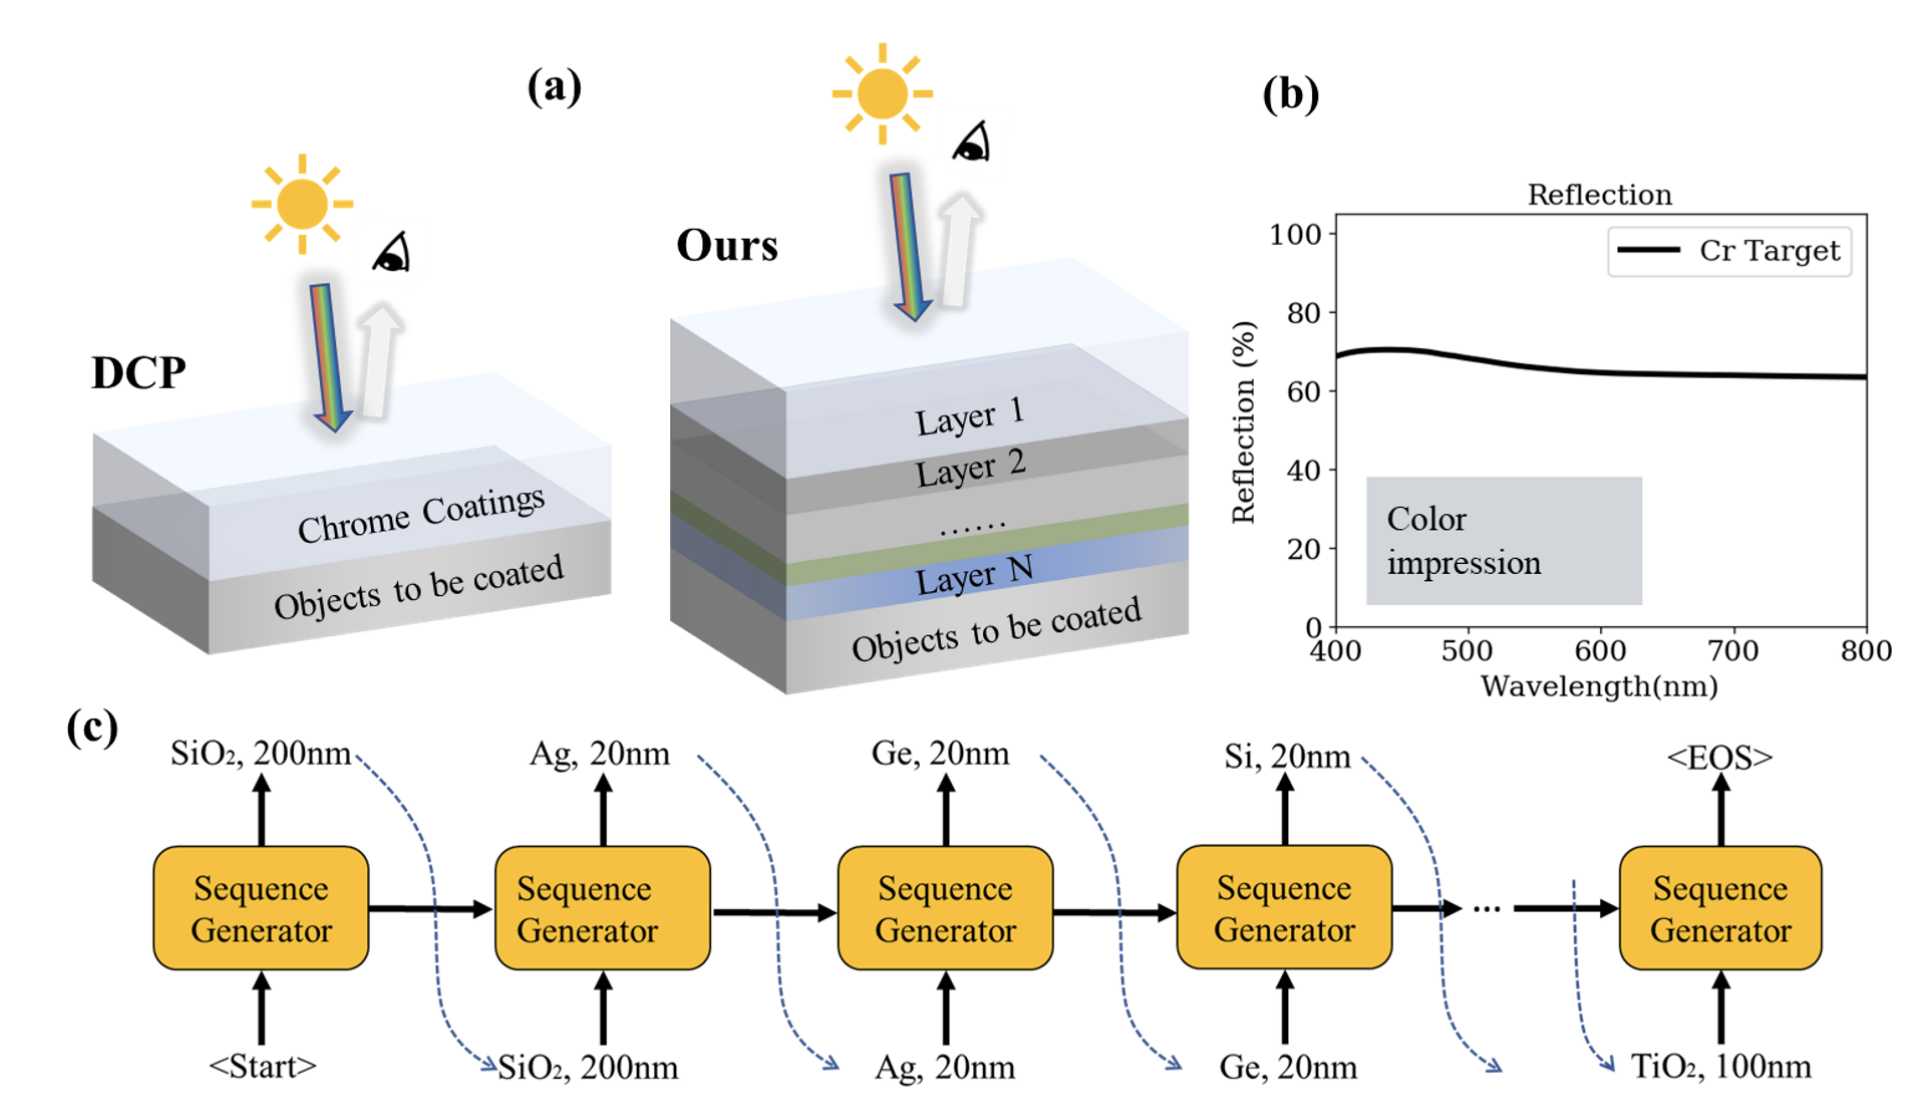 (a)
DCP
Chrome Coatings
Objects to be coated
Ours
Layer 1
Layer 2
......
Layer N
Objects to be coated
(b)
Reflection
Cr Target
Reflection (%)
100
80
60
40
20
0
Color
impression
400 500 600 700 800
Wavelength(nm)
(c)
SiO₂, 200nm
Ag, 20nm
Ge, 20nm
Si, 20nm
<EOS>
Sequence
Generator
Sequence
Generator
Sequence
Generator
Sequence
Generator
...
Sequence
Generator
<Start>
SiO₂, 200nm
Ag, 20nm
Ge, 20nm
TiO₂, 100nm